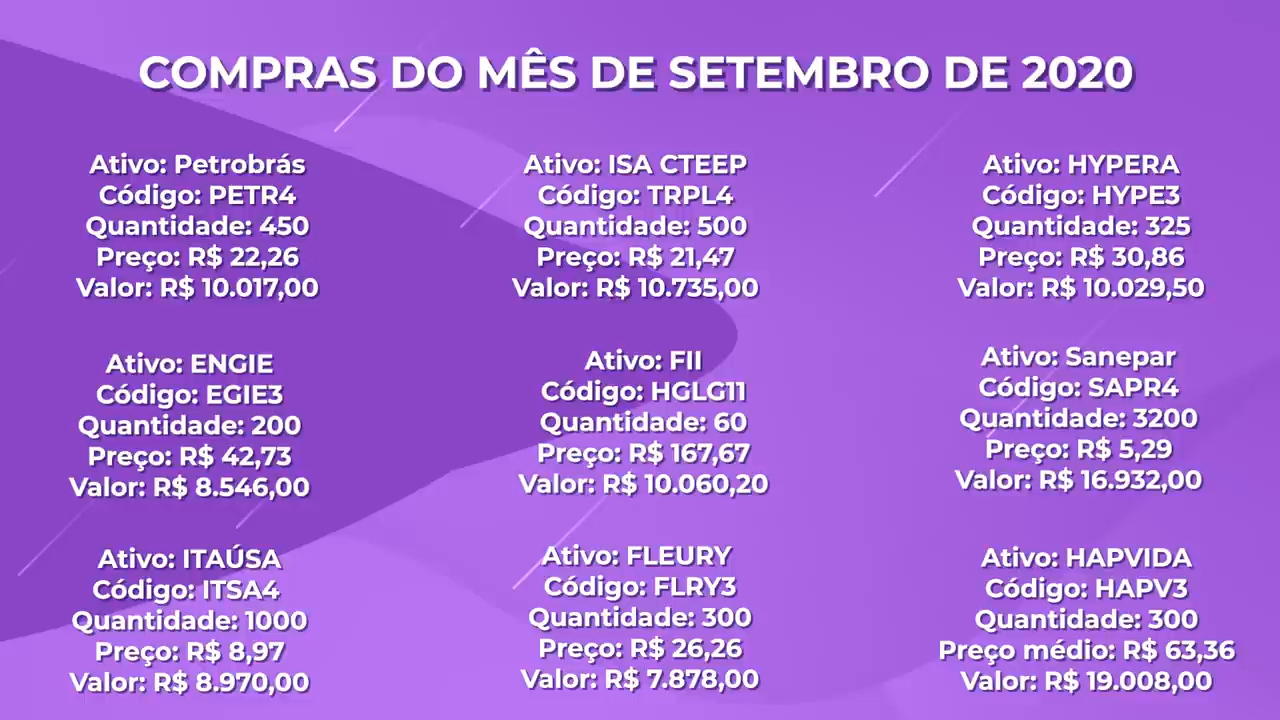 COMPRAS DO MÊS DE SETEMBRO DE 2020
Ativo: Petrobrás
Código: PETR4
Quantidade: 450
Preço: R$ 22,26
Valor: R$ 10.017,00
Ativo: ISA CTEEP
Código: TRPL4
Quantidade: 500
Preço: R$ 21,47
Valor: R$ 10.735,00
Ativo: HYPERA
Código: HYPE3
Quantidade: 325
Preço: R$ 30,86
Valor: R$ 10.029,50
Ativo: ENGIE
Código: EGIE3
Quantidade: 200
Preço: R$ 42,73
Valor: R$ 8.546,00
Ativo: FII
Código: HGLG11
Quantidade: 60
Preço: R$ 167,67
Valor: R$ 10.060,20
Ativo: Sanepar
Código: SAPR4
Quantidade: 3200
Preço: R$ 5,29
Valor: R$ 16.932,00
Ativo: ITAÚSA
Código: ITSA4
Quantidade: 1000
Preço: R$ 8,97
Valor: R$ 8.970,00
Ativo: FLEURY
Código: FLRY3
Quantidade: 300
Preço: R$ 26,26
Valor: R$ 7.878,00
Ativo: HAPVIDA
Código: HAPV3
Quantidade: 300
Preço médio: R$ 63,36
Valor: R$ 19.008,00